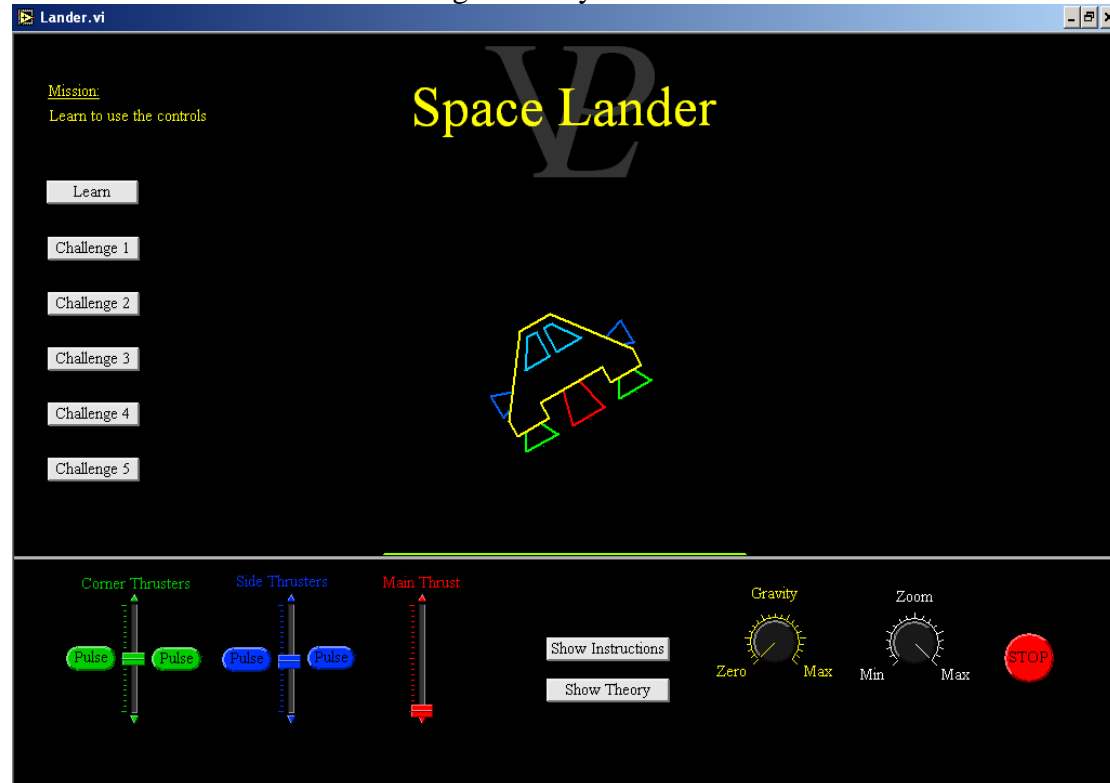 Lander.vi
Mission:
Learn to use the controls
Space Lander
Learn
Challenge 1
Challenge 2
Challenge 3
Challenge 4
Challenge 5
Corner Thrusters
Side Thrusters
Main Thrust
Pulse
Pulse
Pulse
Pulse
Show Instructions
Show Theory
Gravity
Zero
Max
Zoom
Min
Max
STOP